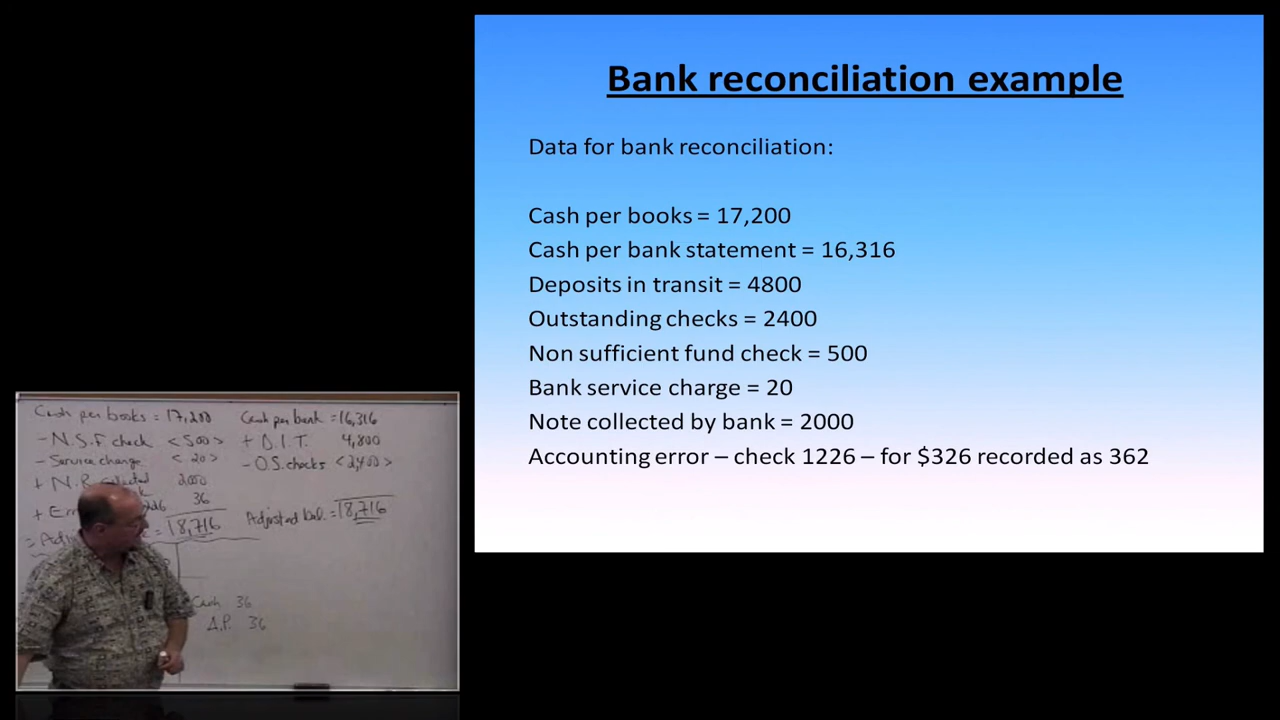 Bank reconciliation example
Data for bank reconciliation:
Cash per books = 17,200
Cash per bank statement = 16,316
Deposits in transit = 4800
Outstanding checks = 2400
Non sufficient fund check = 500
Bank service charge = 20
Note collected by bank = 2000
Accounting error – check 1226 – for $326 recorded as 362
Cash per books = 17,200
- N.S.F. check <500>
- Service charge <20>
+ N.R. 2000
+ 36
= 18,716
Cash per bank = 16,316
+ D.I.T. 4,800
- O.S. checks <2,400>
Adjusted bal. = 18,716
Cash 36
A.P. 36